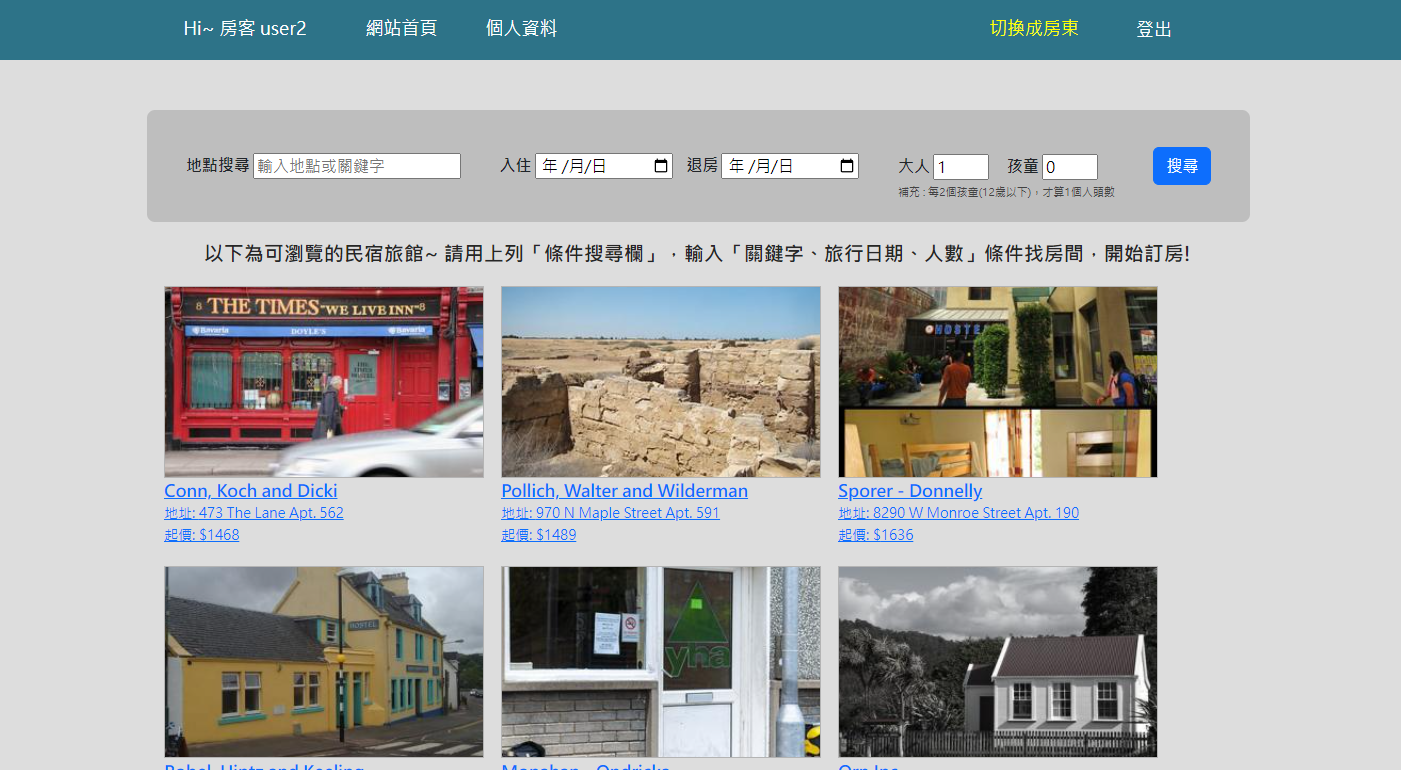 Hi~ 房客 user2 網站首頁 個人資料 切換成房東 登出
地點搜尋 輸入地點或關鍵字 入住 年 /月/日 退房 年 /月/日 大人 1 孩童 0 搜尋
補充 : 每2個孩童(12歲以下)，才算1個人頭數
以下為可瀏覽的民宿旅館~ 請用上列「條件搜尋欄」，輸入「關鍵字、旅行日期、人數」條件找房間，開始訂房!
8 THE TIMES "WE LIVE INN" 8
Bavaria DOYLE'S Bavaria
THE TIMES HOSTEL
HOSTEL
Conn, Koch and Dicki
地址: 473 The Lane Apt. 562
起價: $1468
Pollich, Walter and Wilderman
地址: 970 N Maple Street Apt. 591
起價: $1489
Sporer - Donnelly
地址: 8290 W Monroe Street Apt. 190
起價: $1636
HOSTEL
yha